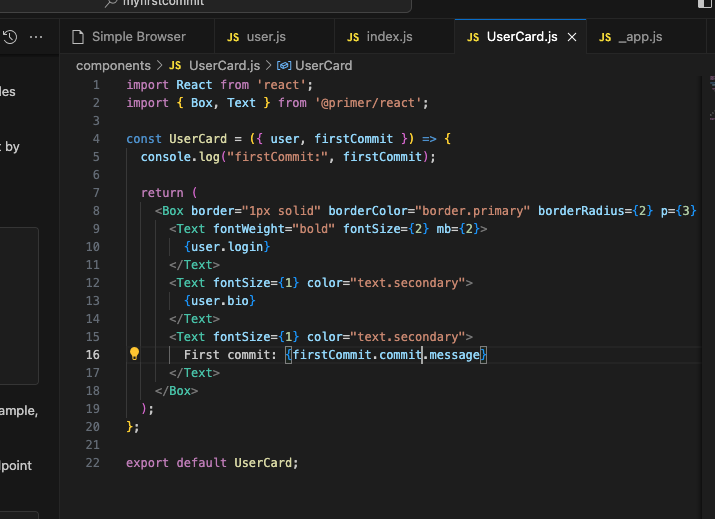 myfirstcommit
Simple Browser
JS user.js
JS index.js
JS UserCard.js
JS _app.js
components > JS UserCard.js > UserCard
1 import React from 'react';
2 import { Box, Text } from '@primer/react';
3
4 const UserCard = ({ user, firstCommit }) => {
5 console.log("firstCommit:", firstCommit);
6
7 return (
8 <Box border="1px solid" borderColor="border.primary" borderRadius={2} p={3}
9 <Text fontWeight="bold" fontSize={2} mb={2}>
10 {user.login}
11 </Text>
12 <Text fontSize={1} color="text.secondary">
13 {user.bio}
14 </Text>
15 <Text fontSize={1} color="text.secondary">
16 First commit: {firstCommit.commit.message}
17 </Text>
18 </Box>
19 );
20 };
21
22 export default UserCard;
les
t by
ample,
dpoint